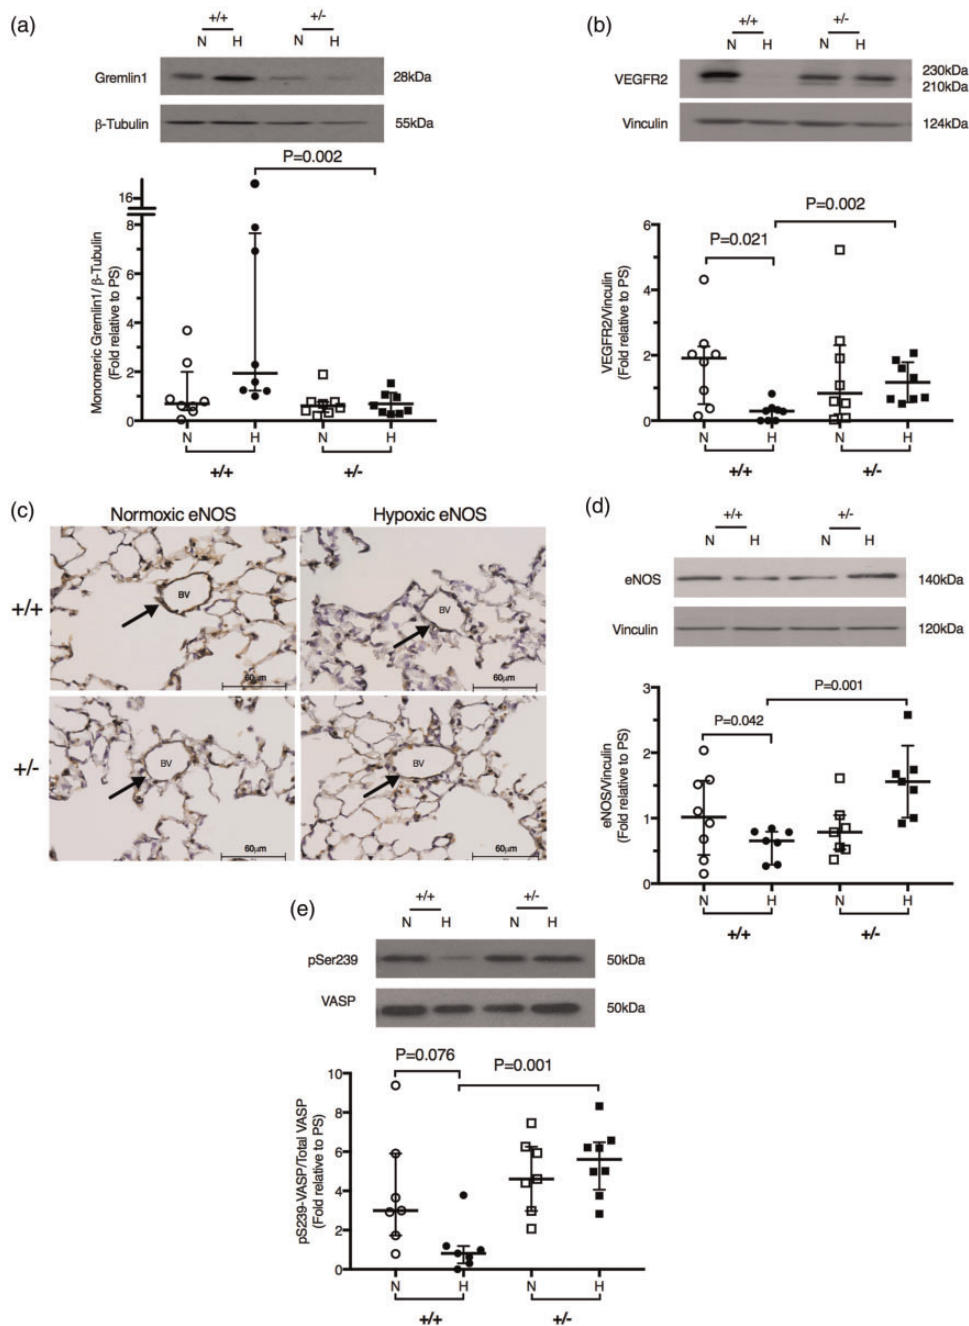 (a)
+/+ +/-
N H N H
Gremlin1 28kDa
β-Tubulin 55kDa
P=0.002
16
8
6
4
2
0
Monomeric Gremlin1/ β-Tubulin
(Fold relative to PS)
N H N H
+/+ +/-
(b)
+/+ +/-
N H N H
VEGFR2 230kDa
210kDa
Vinculin 124kDa
P=0.002
P=0.021
6
4
2
0
VEGFR2/Vinculin
(Fold relative to PS)
N H N H
+/+ +/-
(c)
Normoxic eNOS Hypoxic eNOS
+/+
BV
60μm
BV
60μm
+/-
BV
60μm
BV
60μm
(d)
+/+ +/-
N H N H
eNOS 140kDa
Vinculin 120kDa
P=0.001
P=0.042
3
2
1
0
eNOS/Vinculin
(Fold relative to PS)
N H N H
+/+ +/-
(e)
+/+ +/-
N H N H
pSer239 50kDa
VASP 50kDa
P=0.076
P=0.001
10
8
6
4
2
0
pS239-VASP/Total VASP
(Fold relative to PS)
N H N H
+/+ +/-